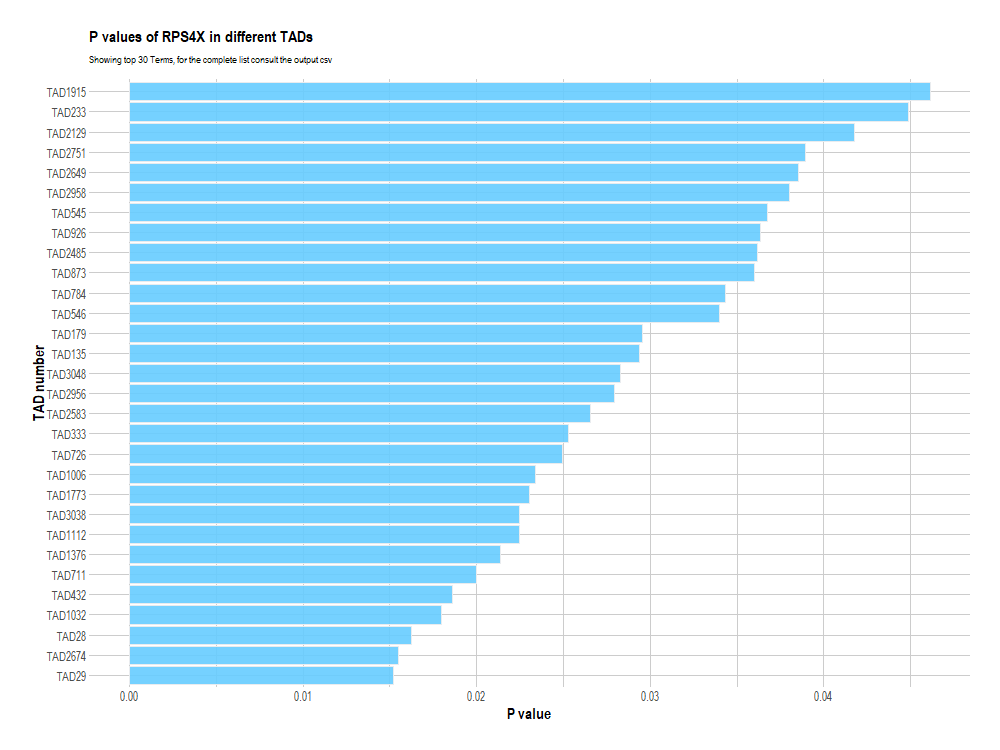 P values of RPS4X in different TADs
Showing top 30 Terms, for the complete list consult the output csv
TAD1915
TAD233
TAD2129
TAD2751
TAD2649
TAD2958
TAD545
TAD926
TAD2485
TAD873
TAD784
TAD546
TAD179
TAD135
TAD3048
TAD2956
TAD2583
TAD333
TAD726
TAD1006
TAD1773
TAD3038
TAD1112
TAD1376
TAD711
TAD432
TAD1032
TAD28
TAD2674
TAD29
TAD number
0.00 0.01 0.02 0.03 0.04
P value